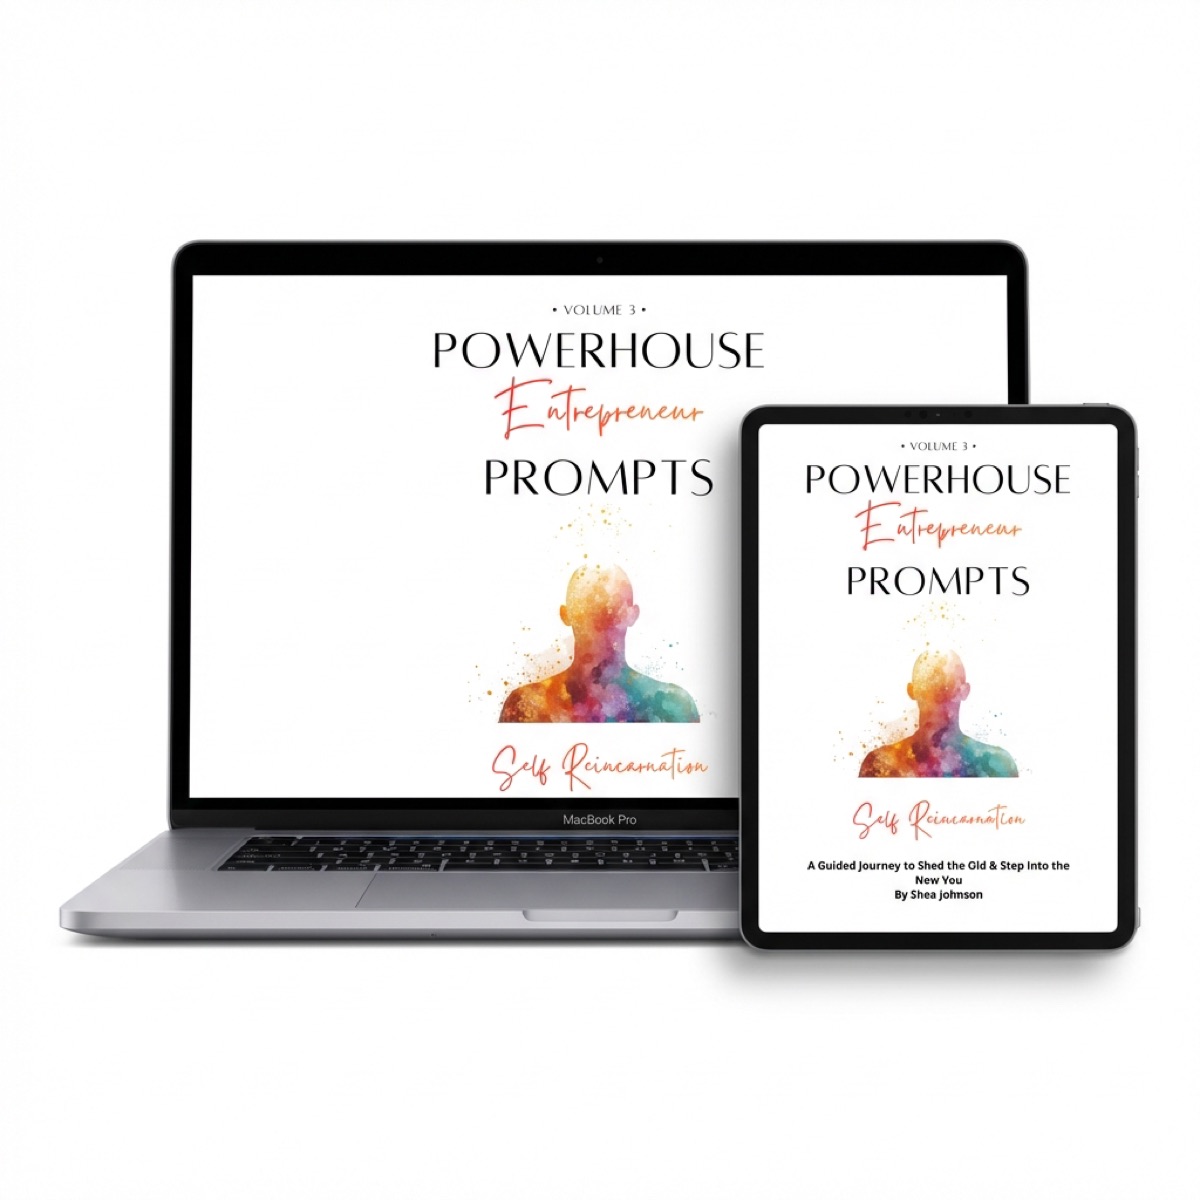 • VOLUME 3 •
POWERHOUSE
Entrepreneur
PROMPTS
Self Reincarnation
MacBook Pro
• VOLUME 3 •
POWERHOUSE
Entrepreneur
PROMPTS
Self Reincarnation
A Guided Journey to Shed the Old & Step Into the
New You
By Shea johnson